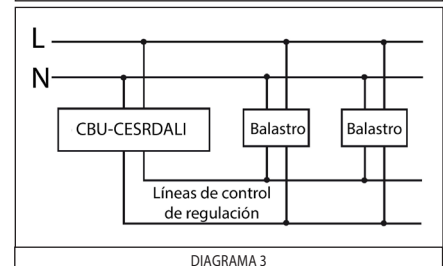 L
N
CBU-CESRDALI
Balastro
Balastro
Líneas de control
de regulación
DIAGRAMA 3